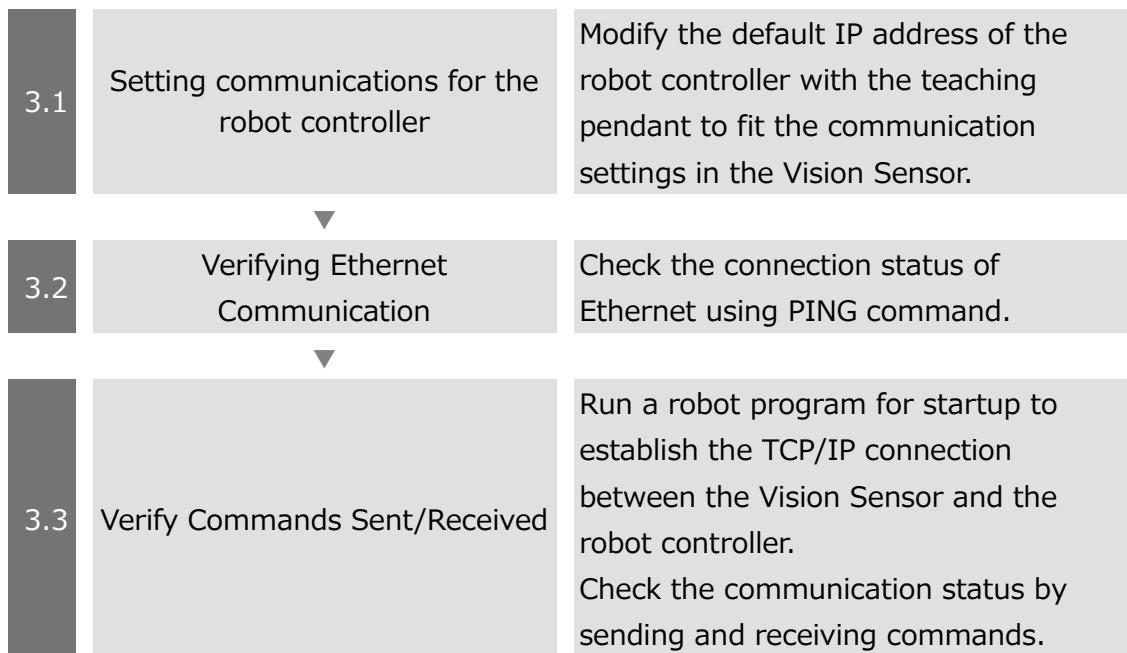 3.1
Setting communications for the
robot controller
Modify the default IP address of the
robot controller with the teaching
pendant to fit the communication
settings in the Vision Sensor.
3.2
Verifying Ethernet
Communication
Check the connection status of
Ethernet using PING command.
3.3
Verify Commands Sent/Received
Run a robot program for startup to
establish the TCP/IP connection
between the Vision Sensor and the
robot controller.
Check the communication status by
sending and receiving commands.